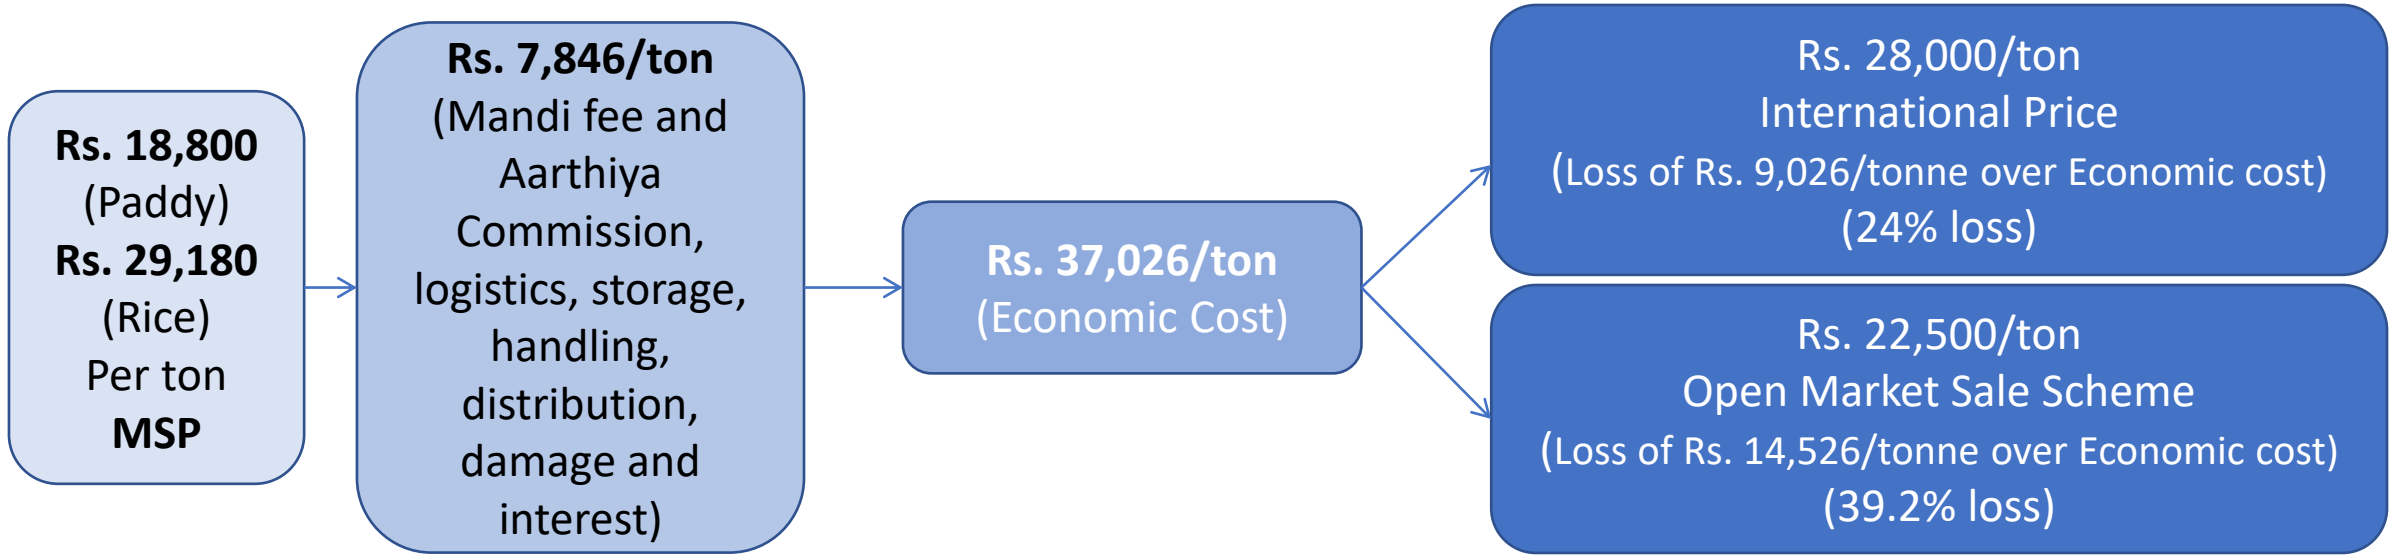 Rs. 18,800
(Paddy)
Rs. 29,180
(Rice)
Per ton
MSP
Rs. 7,846/ton
(Mandi fee and
Aarthiya
Commission,
logistics, storage,
handling,
distribution,
damage and
interest)
Rs. 37,026/ton
(Economic Cost)
Rs. 28,000/ton
International Price
(Loss of Rs. 9,026/tonne over Economic cost)
(24% loss)
Rs. 22,500/ton
Open Market Sale Scheme
(Loss of Rs. 14,526/tonne over Economic cost)
(39.2% loss)